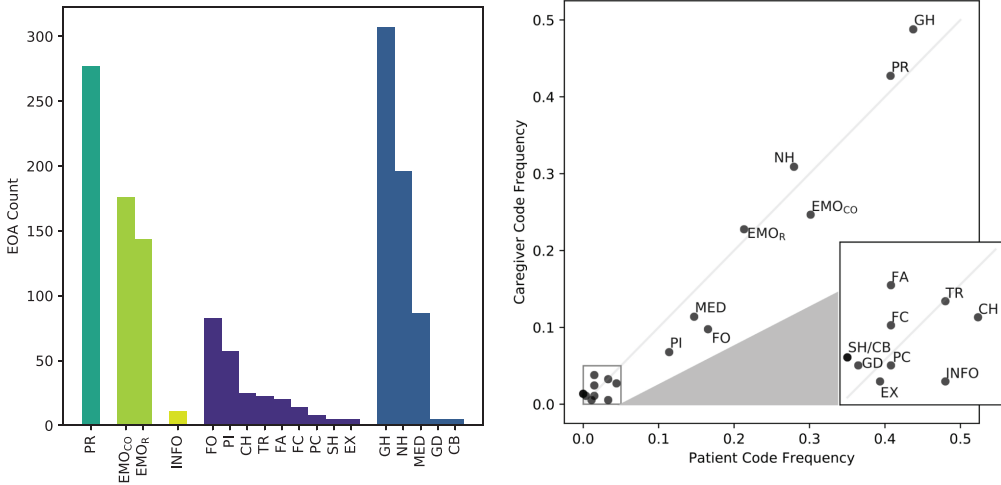 300
250
200
150
100
50
0
EOA Count
PR
EMO_CO
EMO_R
INFO
FO
PI
CH
TR
FA
FC
PC
SH
EX
GH
NH
MED
GD
CB
0.5
0.4
0.3
0.2
0.1
0.0
Caregiver Code Frequency
GH
PR
NH
EMO_CO
EMO_R
MED
FO
PI
FA
TR
CH
FC
SH/CB
GD
PC
EX
INFO
0.0 0.1 0.2 0.3 0.4 0.5
Patient Code Frequency